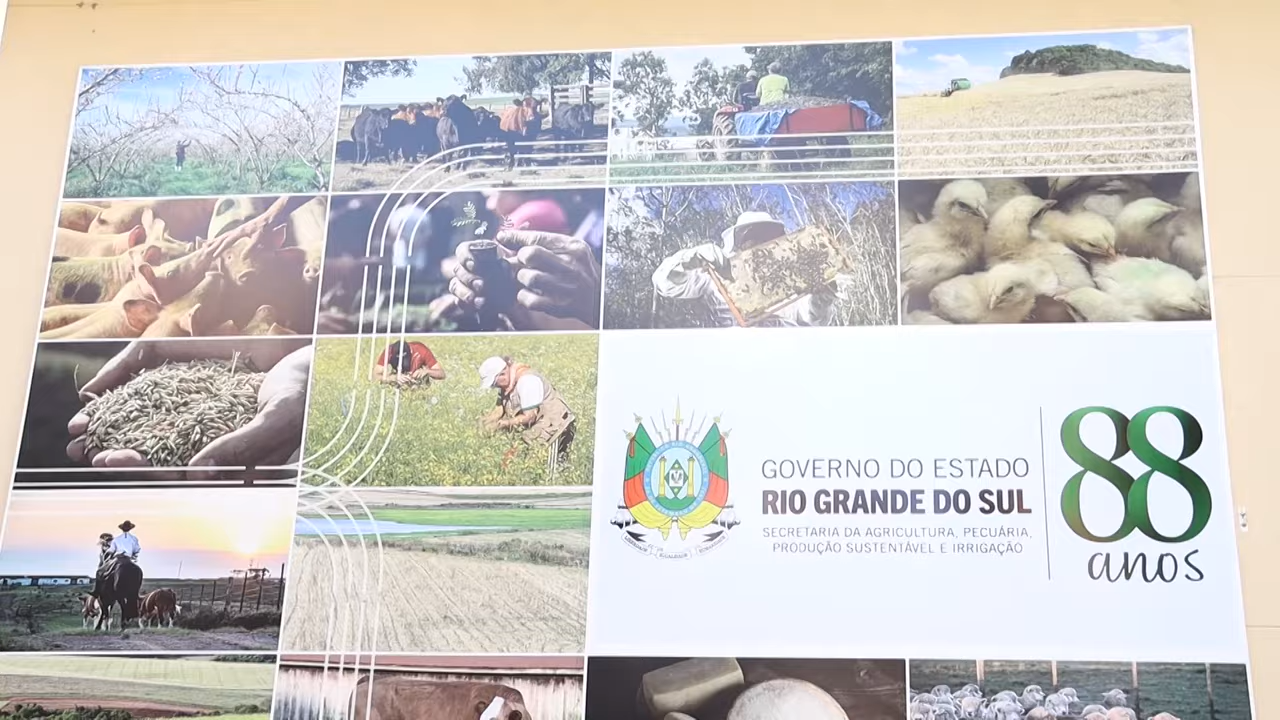 GOVERNO DO ESTADO
RIO GRANDE DO SUL
SECRETARIA DA AGRICULTURA, PECUÁRIA,
PRODUÇÃO SUSTENTÁVEL E IRRIGAÇÃO
88
anos